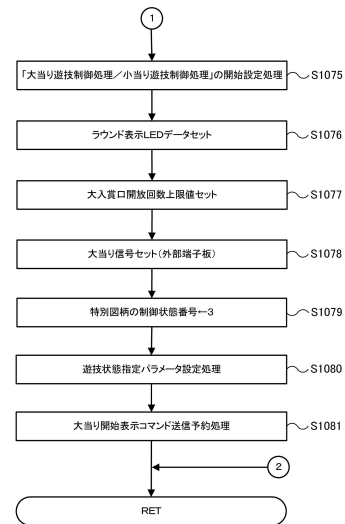 1
「大当り遊技制御処理/小当り遊技制御処理」の開始設定処理 S1075
ラウンド表示LEDデータセット S1076
大入賞口開放回数上限値セット S1077
大当り信号セット(外部端子板) S1078
特別図柄の制御状態番号←3 S1079
遊技状態指定パラメータ設定処理 S1080
大当り開始表示コマンド送信予約処理 S1081
2
RET